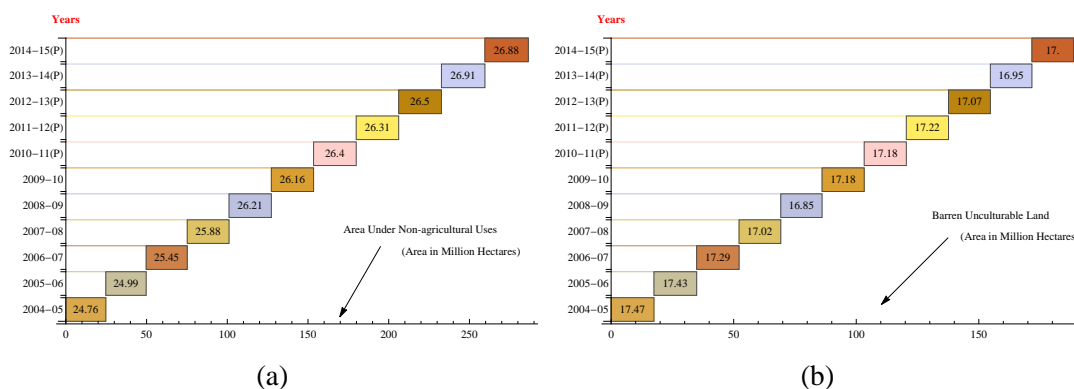 Years
2014−15(P) 26.88
2013−14(P) 26.91
2012−13(P) 26.5
2011−12(P) 26.31
2010−11(P) 26.4
2009−10 26.16
2008−09 26.21
2007−08 25.88
2006−07 25.45
2005−06 24.99
2004−05 24.76
Area Under Non-agricultural Uses
(Area in Million Hectares)
0 50 100 150 200 250
(a)
Years
2014−15(P) 17.
2013−14(P) 16.95
2012−13(P) 17.07
2011−12(P) 17.22
2010−11(P) 17.18
2009−10 17.18
2008−09 16.85
2007−08 17.02
2006−07 17.29
2005−06 17.43
2004−05 17.47
Barren Unculturable Land
(Area in Million Hectares
0 50 100 150
(b)